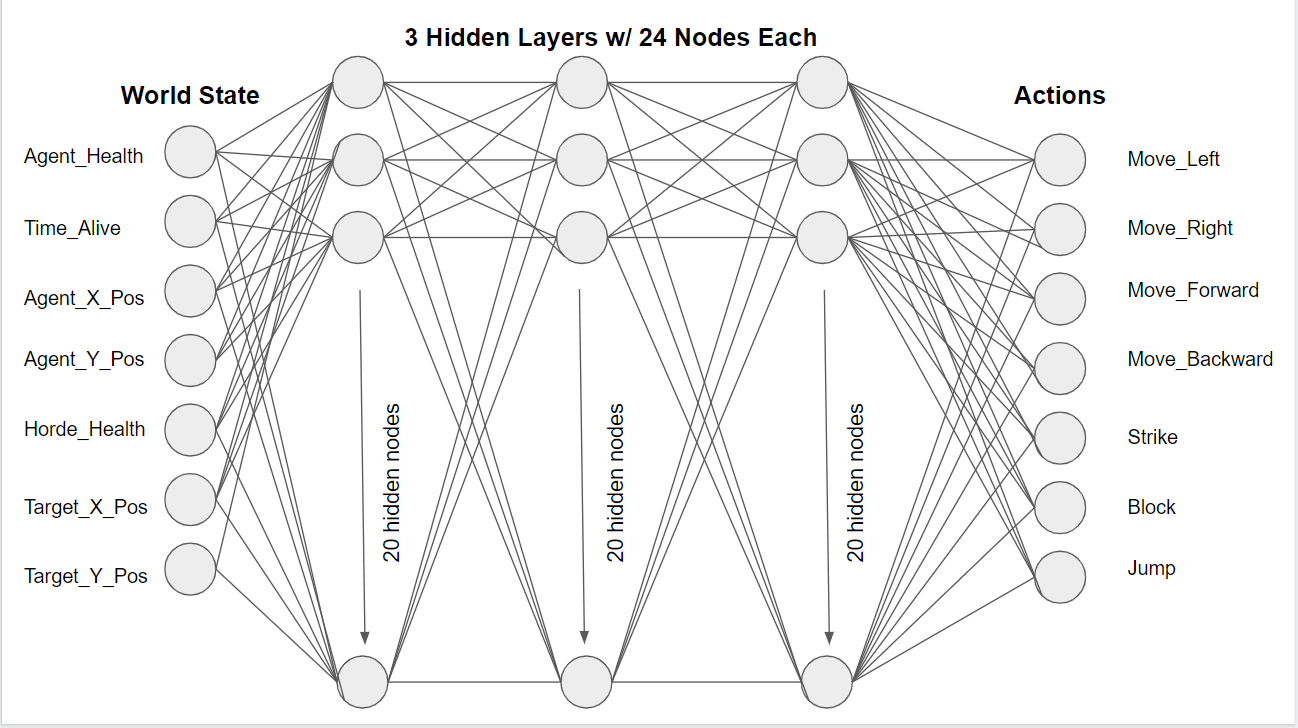 3 Hidden Layers w/ 24 Nodes Each
World State
Agent_Health
Time_Alive
Agent_X_Pos
Agent_Y_Pos
Horde_Health
Target_X_Pos
Target_Y_Pos
20 hidden nodes
20 hidden nodes
20 hidden nodes
Actions
Move_Left
Move_Right
Move_Forward
Move_Backward
Strike
Block
Jump